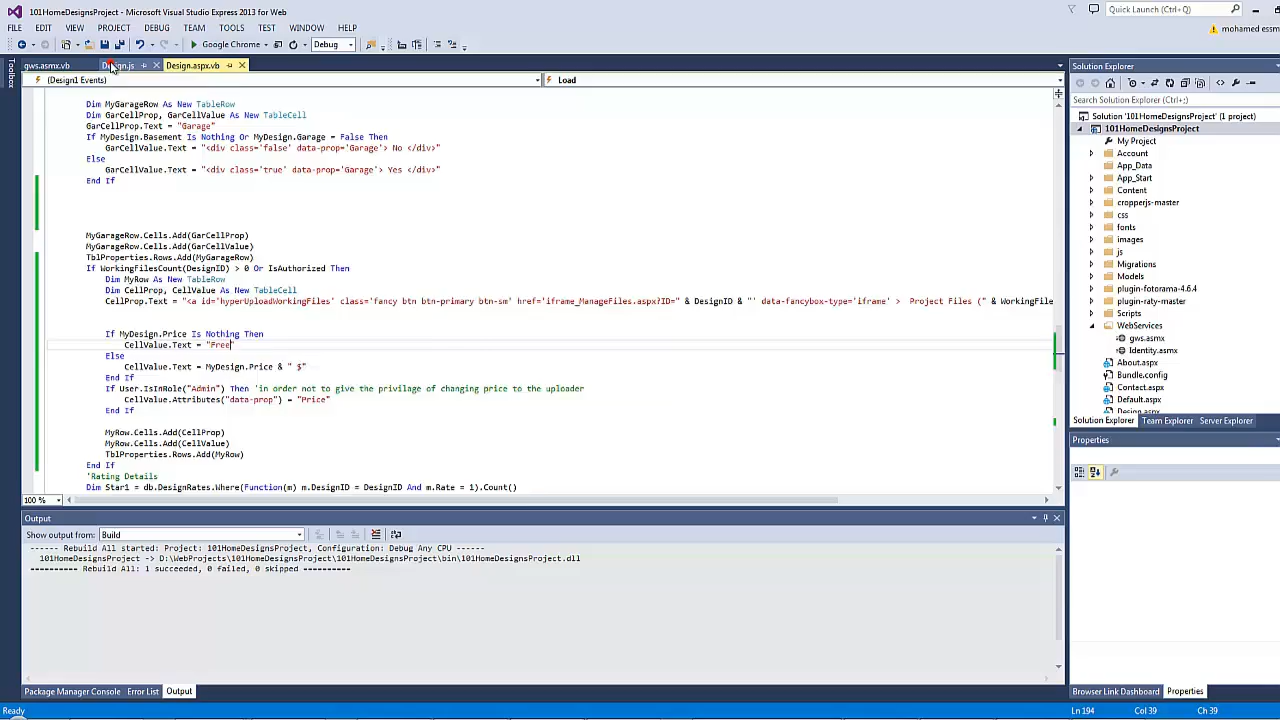 101HomeDesignsProject - Microsoft Visual Studio Express 2013 for Web
Quick Launch (Ctrl+;)
FILE EDIT VIEW PROJECT DEBUG TEAM TOOLS TEST WINDOW HELP
mohamed essm
Google Chrome Debug
Toolbox
gws.asmx.vb Design.js Design.aspx.vb
(Design1 Events) Load
Dim MyGarageRow As New TableRow
Dim GarCellProp, GarCellValue As New TableCell
GarCellProp.Text = "Garage"
If MyDesign.Basement Is Nothing Or MyDesign.Garage = False Then
GarCellValue.Text = "<div class='false' data-prop='Garage'> No </div>"
Else
GarCellValue.Text = "<div class='true' data-prop='Garage'> Yes </div>"
End If
MyGarageRow.Cells.Add(GarCellProp)
MyGarageRow.Cells.Add(GarCellValue)
TblProperties.Rows.Add(MyGarageRow)
If WorkingFilesCount(DesignID) > 0 Or IsAuthorized Then
Dim MyRow As New TableRow
Dim CellProp, CellValue As New TableCell
CellProp.Text = "<a id='hyperUploadWorkingFiles' class='fancy btn btn-primary btn-sm' href='iframe_ManageFiles.aspx?ID=" & DesignID & "' data-fancybox-type='iframe' > Project Files (" & WorkingFile
If MyDesign.Price Is Nothing Then
CellValue.Text = "Free"
Else
CellValue.Text = MyDesign.Price & " $"
End If
If User.IsInRole("Admin") Then 'in order not to give the privilage of changing price to the uploader
CellValue.Attributes("data-prop") = "Price"
End If
MyRow.Cells.Add(CellProp)
MyRow.Cells.Add(CellValue)
TblProperties.Rows.Add(MyRow)
End If
'Rating Details
Dim Star1 = db.DesignRates.Where(Function(m) m.DesignID = DesignID And m.Rate = 1).Count()
100 %
Output
Show output from: Build
------ Rebuild All started: Project: 101HomeDesignsProject, Configuration: Debug Any CPU ------
101HomeDesignsProject -> D:\WebProjects\101HomeDesignsProject\101HomeDesignsProject\bin\101HomeDesignsProject.dll
========== Rebuild All: 1 succeeded, 0 failed, 0 skipped ==========
Package Manager Console Error List Output
Solution Explorer
Search Solution Explorer (Ctrl+;)
Solution '101HomeDesignsProject' (1 project)
101HomeDesignsProject
My Project
Account
App_Data
App_Start
Content
cropperjs-master
css
fonts
images
js
Migrations
Models
plugin-fotorama-4.6.4
plugin-raty-master
Scripts
WebServices
gws.asmx
Identity.asmx
About.aspx
Bundle.config
Contact.aspx
Default.aspx
Design.aspx
Solution Explorer Team Explorer Server Explorer
Properties
Browser Link Dashboard Properties
Ready Ln 194 Col 39 Ch 39